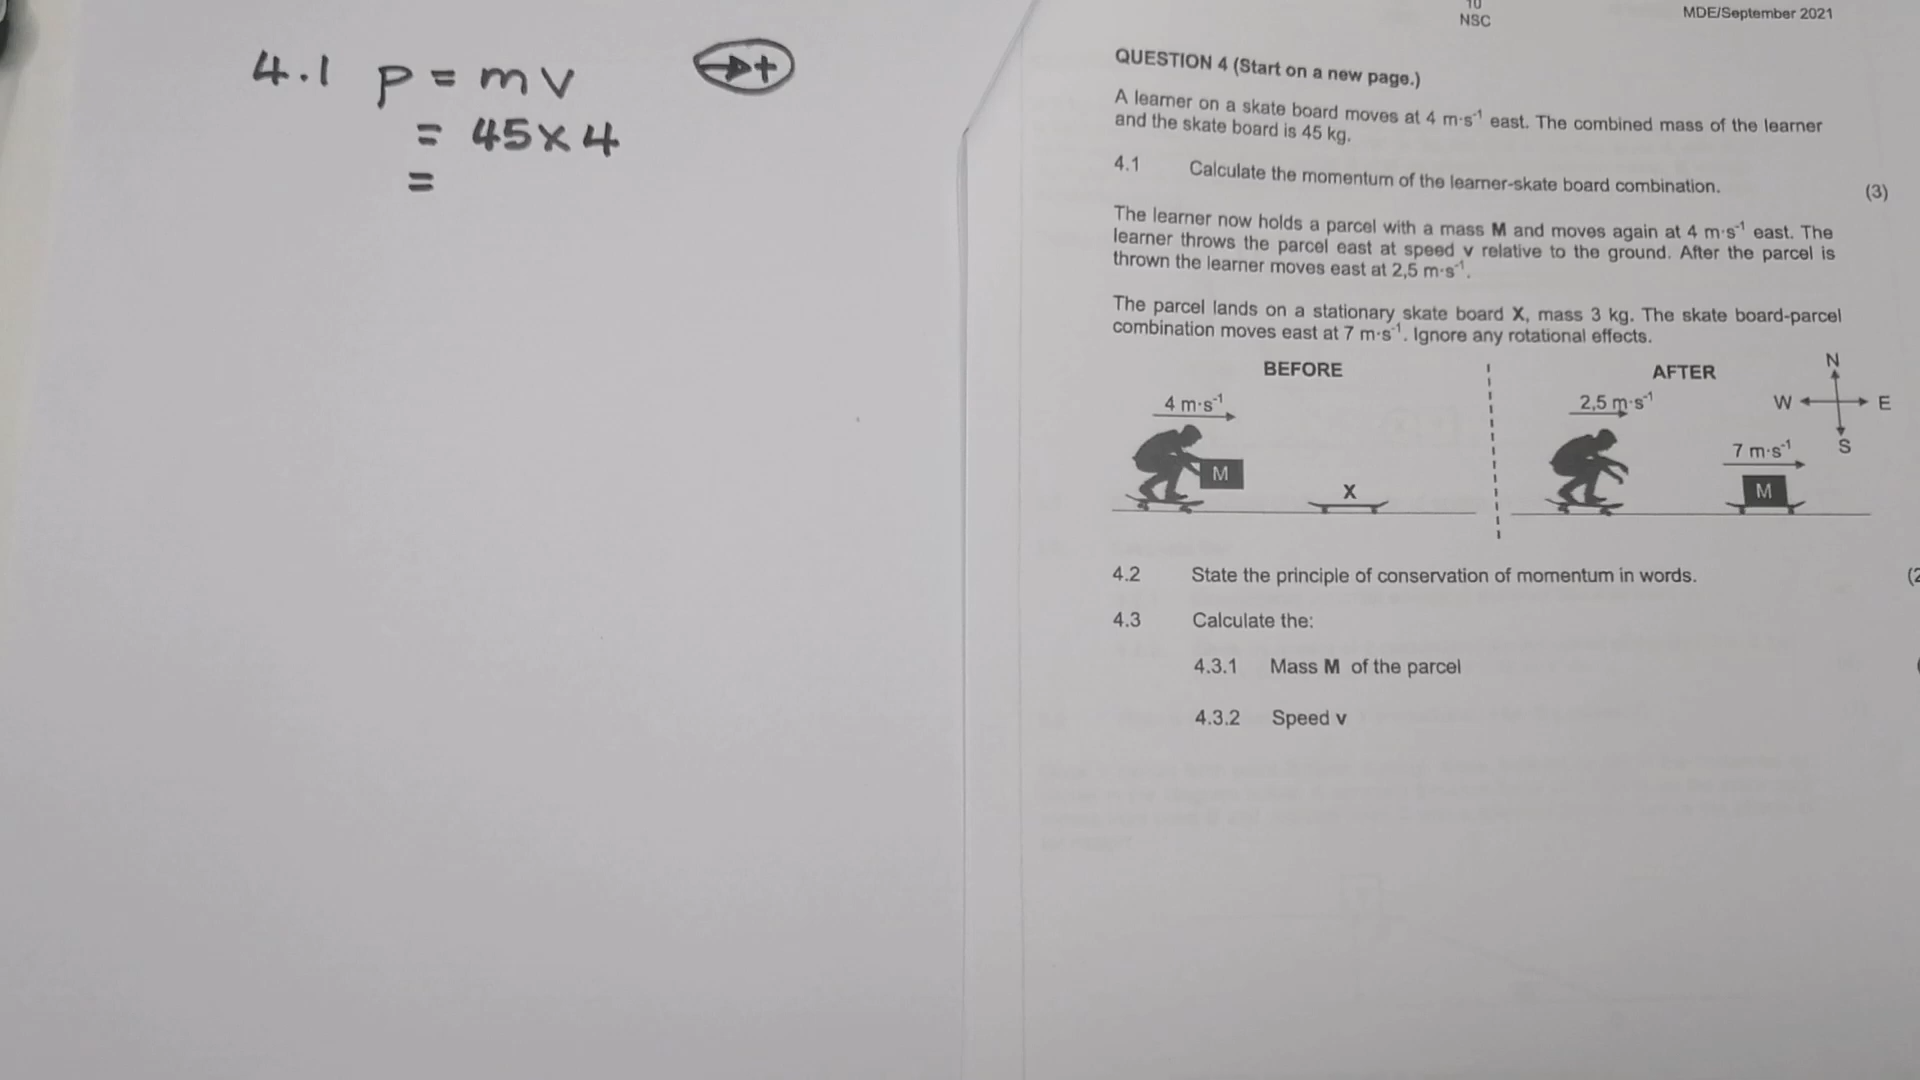 4.1 p = mv →+
= 45×4
=
10
NSC
MDE/September 2021
QUESTION 4 (Start on a new page.)
A learner on a skate board moves at 4 m·s⁻¹ east. The combined mass of the learner
and the skate board is 45 kg.
4.1 Calculate the momentum of the learner-skate board combination. (3)
The learner now holds a parcel with a mass M and moves again at 4 m·s⁻¹ east. The
learner throws the parcel east at speed v relative to the ground. After the parcel is
thrown the learner moves east at 2,5 m·s⁻¹.
The parcel lands on a stationary skate board X, mass 3 kg. The skate board-parcel
combination moves east at 7 m·s⁻¹. Ignore any rotational effects.
BEFORE
4 m·s⁻¹
M
X
AFTER
2,5 m·s⁻¹
7 m·s⁻¹
M
N
W E
S
4.2 State the principle of conservation of momentum in words.
4.3 Calculate the:
4.3.1 Mass M of the parcel
4.3.2 Speed v